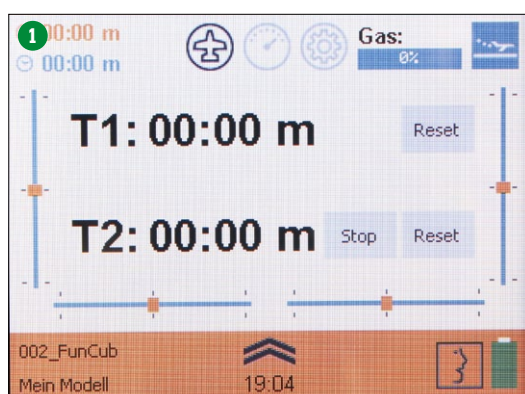 1
00:00 m
00:00 m
Gas:
0%
T1: 00:00 m
Reset
T2: 00:00 m
Stop
Reset
002_FunCub
Mein Modell
19:04